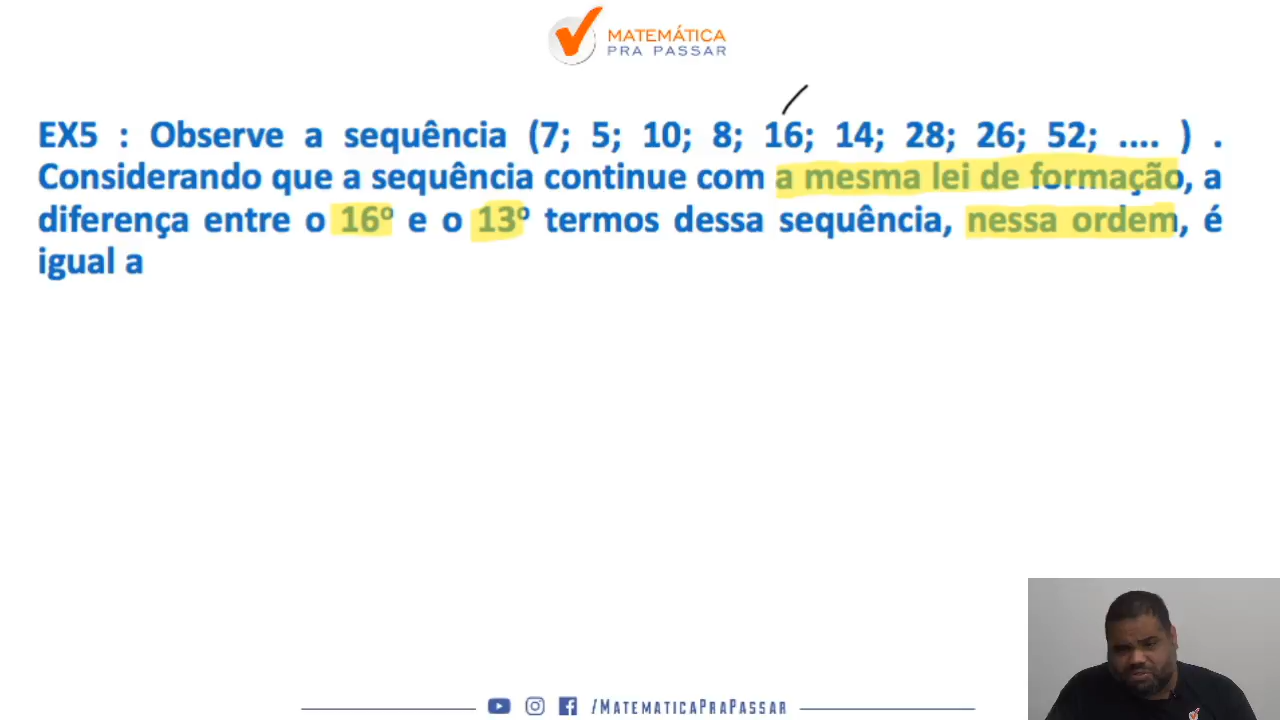 MATEMÁTICA
PRA PASSAR
EX5 : Observe a sequência (7; 5; 10; 8; 16; 14; 28; 26; 52; .... ) .
Considerando que a sequência continue com a mesma lei de formação, a
diferença entre o 16º e o 13º termos dessa sequência, nessa ordem, é
igual a
/MATEMATICAPRAPASSAR